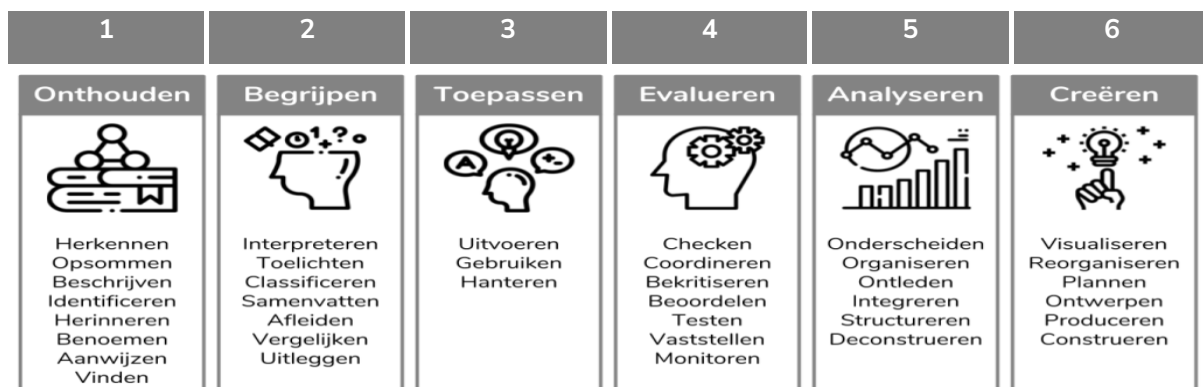 1 2 3 4 5 6
Onthouden Begrijpen Toepassen Evalueren Analyseren Creëren
A
1 ? +
+ -
Herkennen
Opsommen
Beschrijven
Identificeren
Herinneren
Benoemen
Aanwijzen
Vinden
Interpreteren
Toelichten
Classificeren
Samenvatten
Afleiden
Vergelijken
Uitleggen
Uitvoeren
Gebruiken
Hanteren
Checken
Coordineren
Bekritiseren
Beoordelen
Testen
Vaststellen
Monitoren
Onderscheiden
Organiseren
Ontleden
Integreren
Structureren
Deconstrueren
Visualiseren
Reorganiseren
Plannen
Ontwerpen
Produceren
Construeren